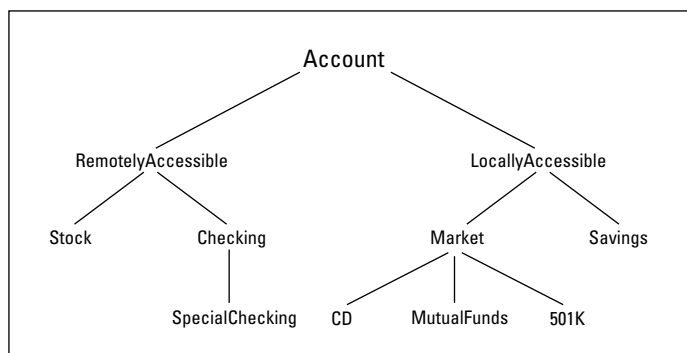 Account
RemotelyAccessible LocallyAccessible
Stock Checking Market Savings
SpecialChecking CD MutualFunds 501K